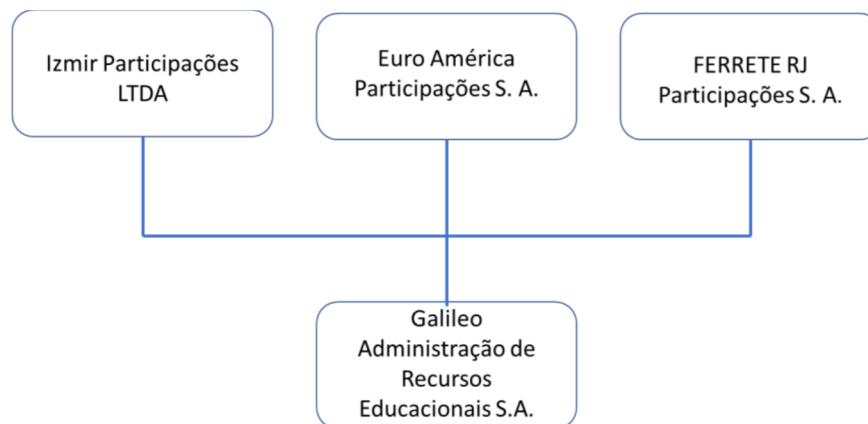 Izmir Participações
LTDA
Euro América
Participações S. A.
FERRETE RJ
Participações S. A.
Galileo
Administração de
Recursos
Educacionais S.A.